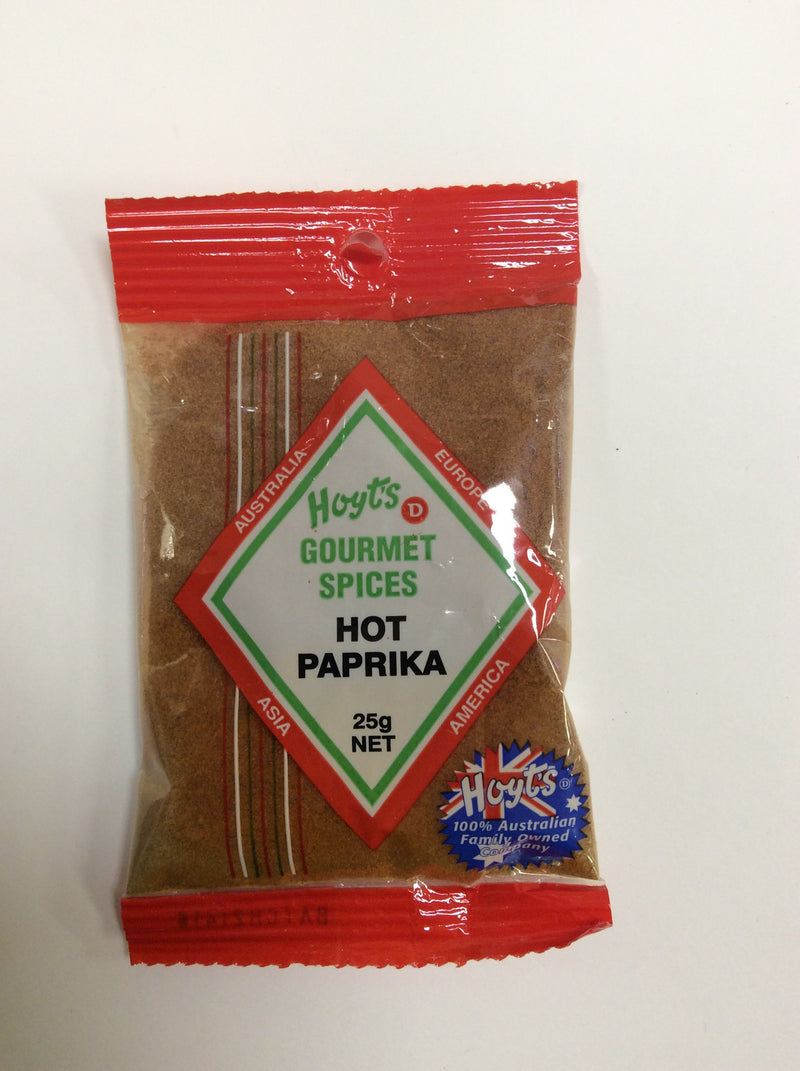 AUSTRALIA
EUROPE
Hoyt's D
GOURMET
SPICES
HOT
PAPRIKA
25g
NET
ASIA
AMERICA
Hoyt's D
100% Australian
Family Owned
Company